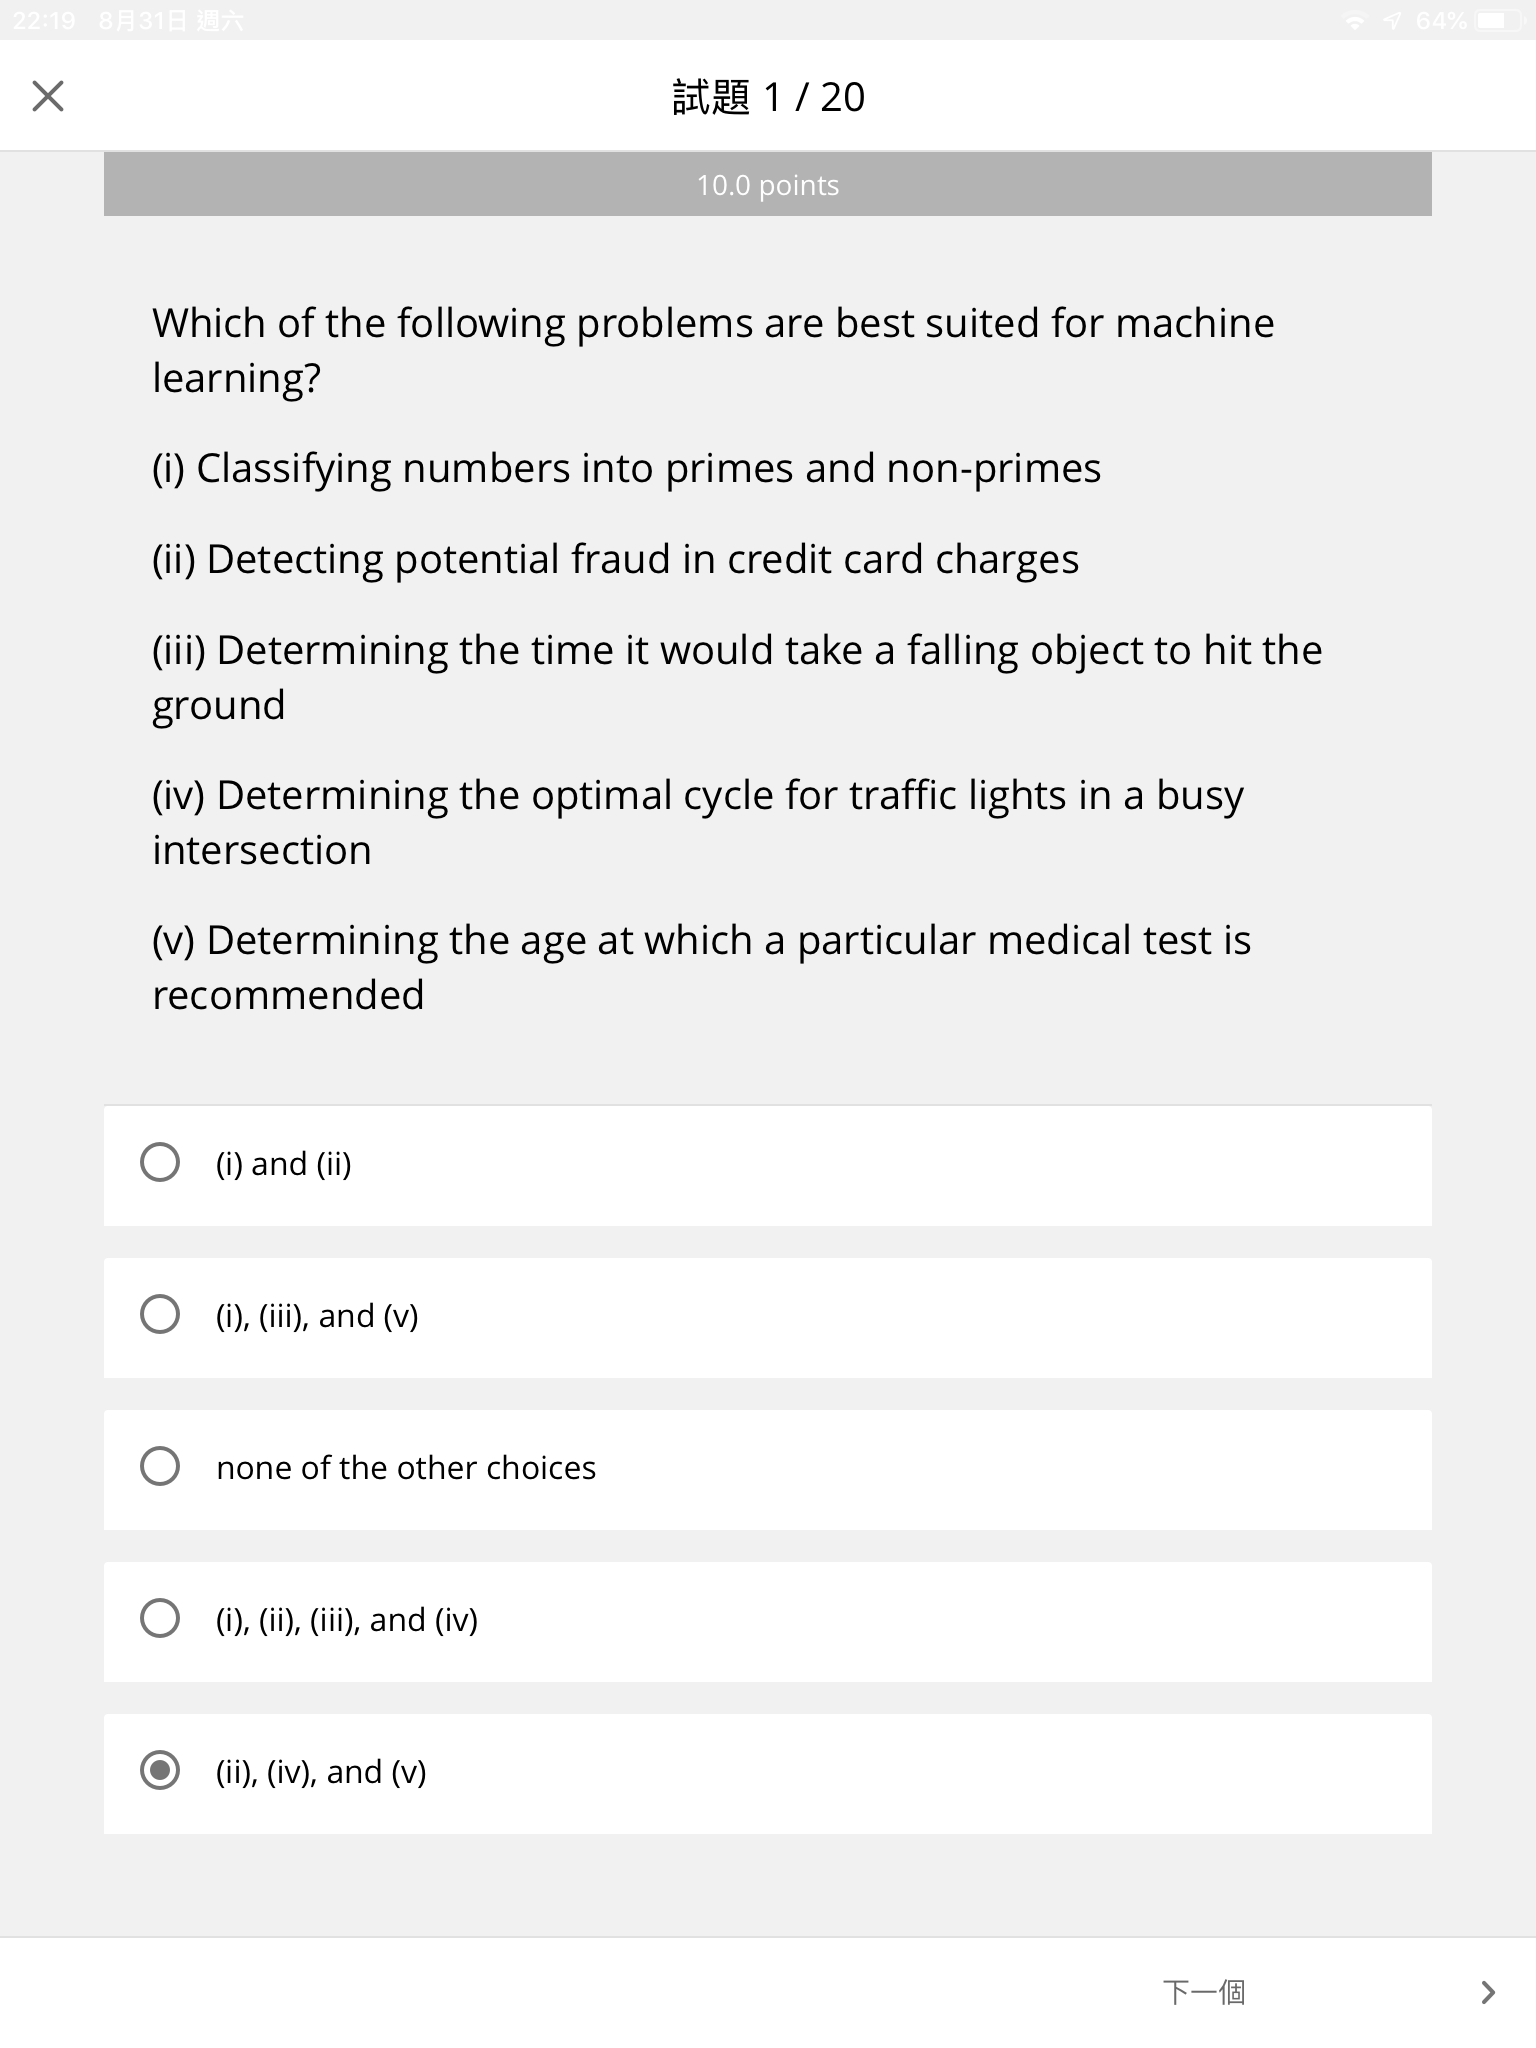 22:19 8月31日 週六 64%
試題 1 / 20
10.0 points
Which of the following problems are best suited for machine
learning?
(i) Classifying numbers into primes and non-primes
(ii) Detecting potential fraud in credit card charges
(iii) Determining the time it would take a falling object to hit the
ground
(iv) Determining the optimal cycle for traffic lights in a busy
intersection
(v) Determining the age at which a particular medical test is
recommended
(i) and (ii)
(i), (iii), and (v)
none of the other choices
(i), (ii), (iii), and (iv)
(ii), (iv), and (v)
下一個